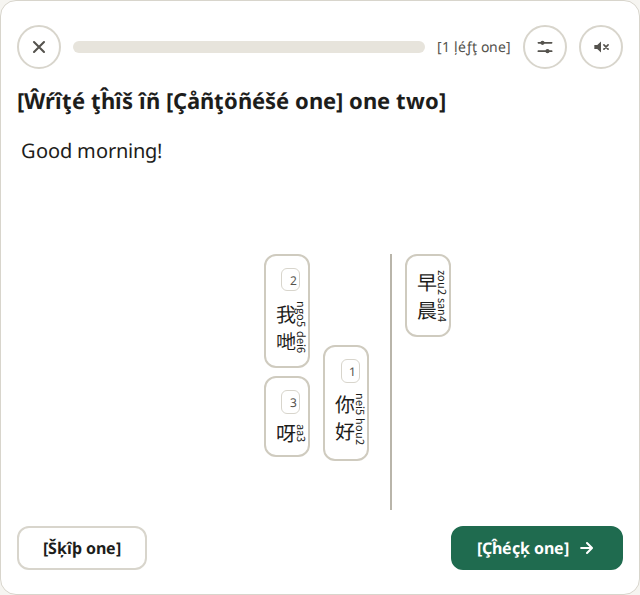 [1 ļéƒţ one]
[Ŵŕîţé ţĥîš îñ [Çåñţöñéšé one] one two]
Good morning!
早晨
zou2 san4
1
你好
nei5 hou2
2
我哋
ngo5 dei6
3
呀
aa3
[Šķîþ one]
[Çĥéçķ one]